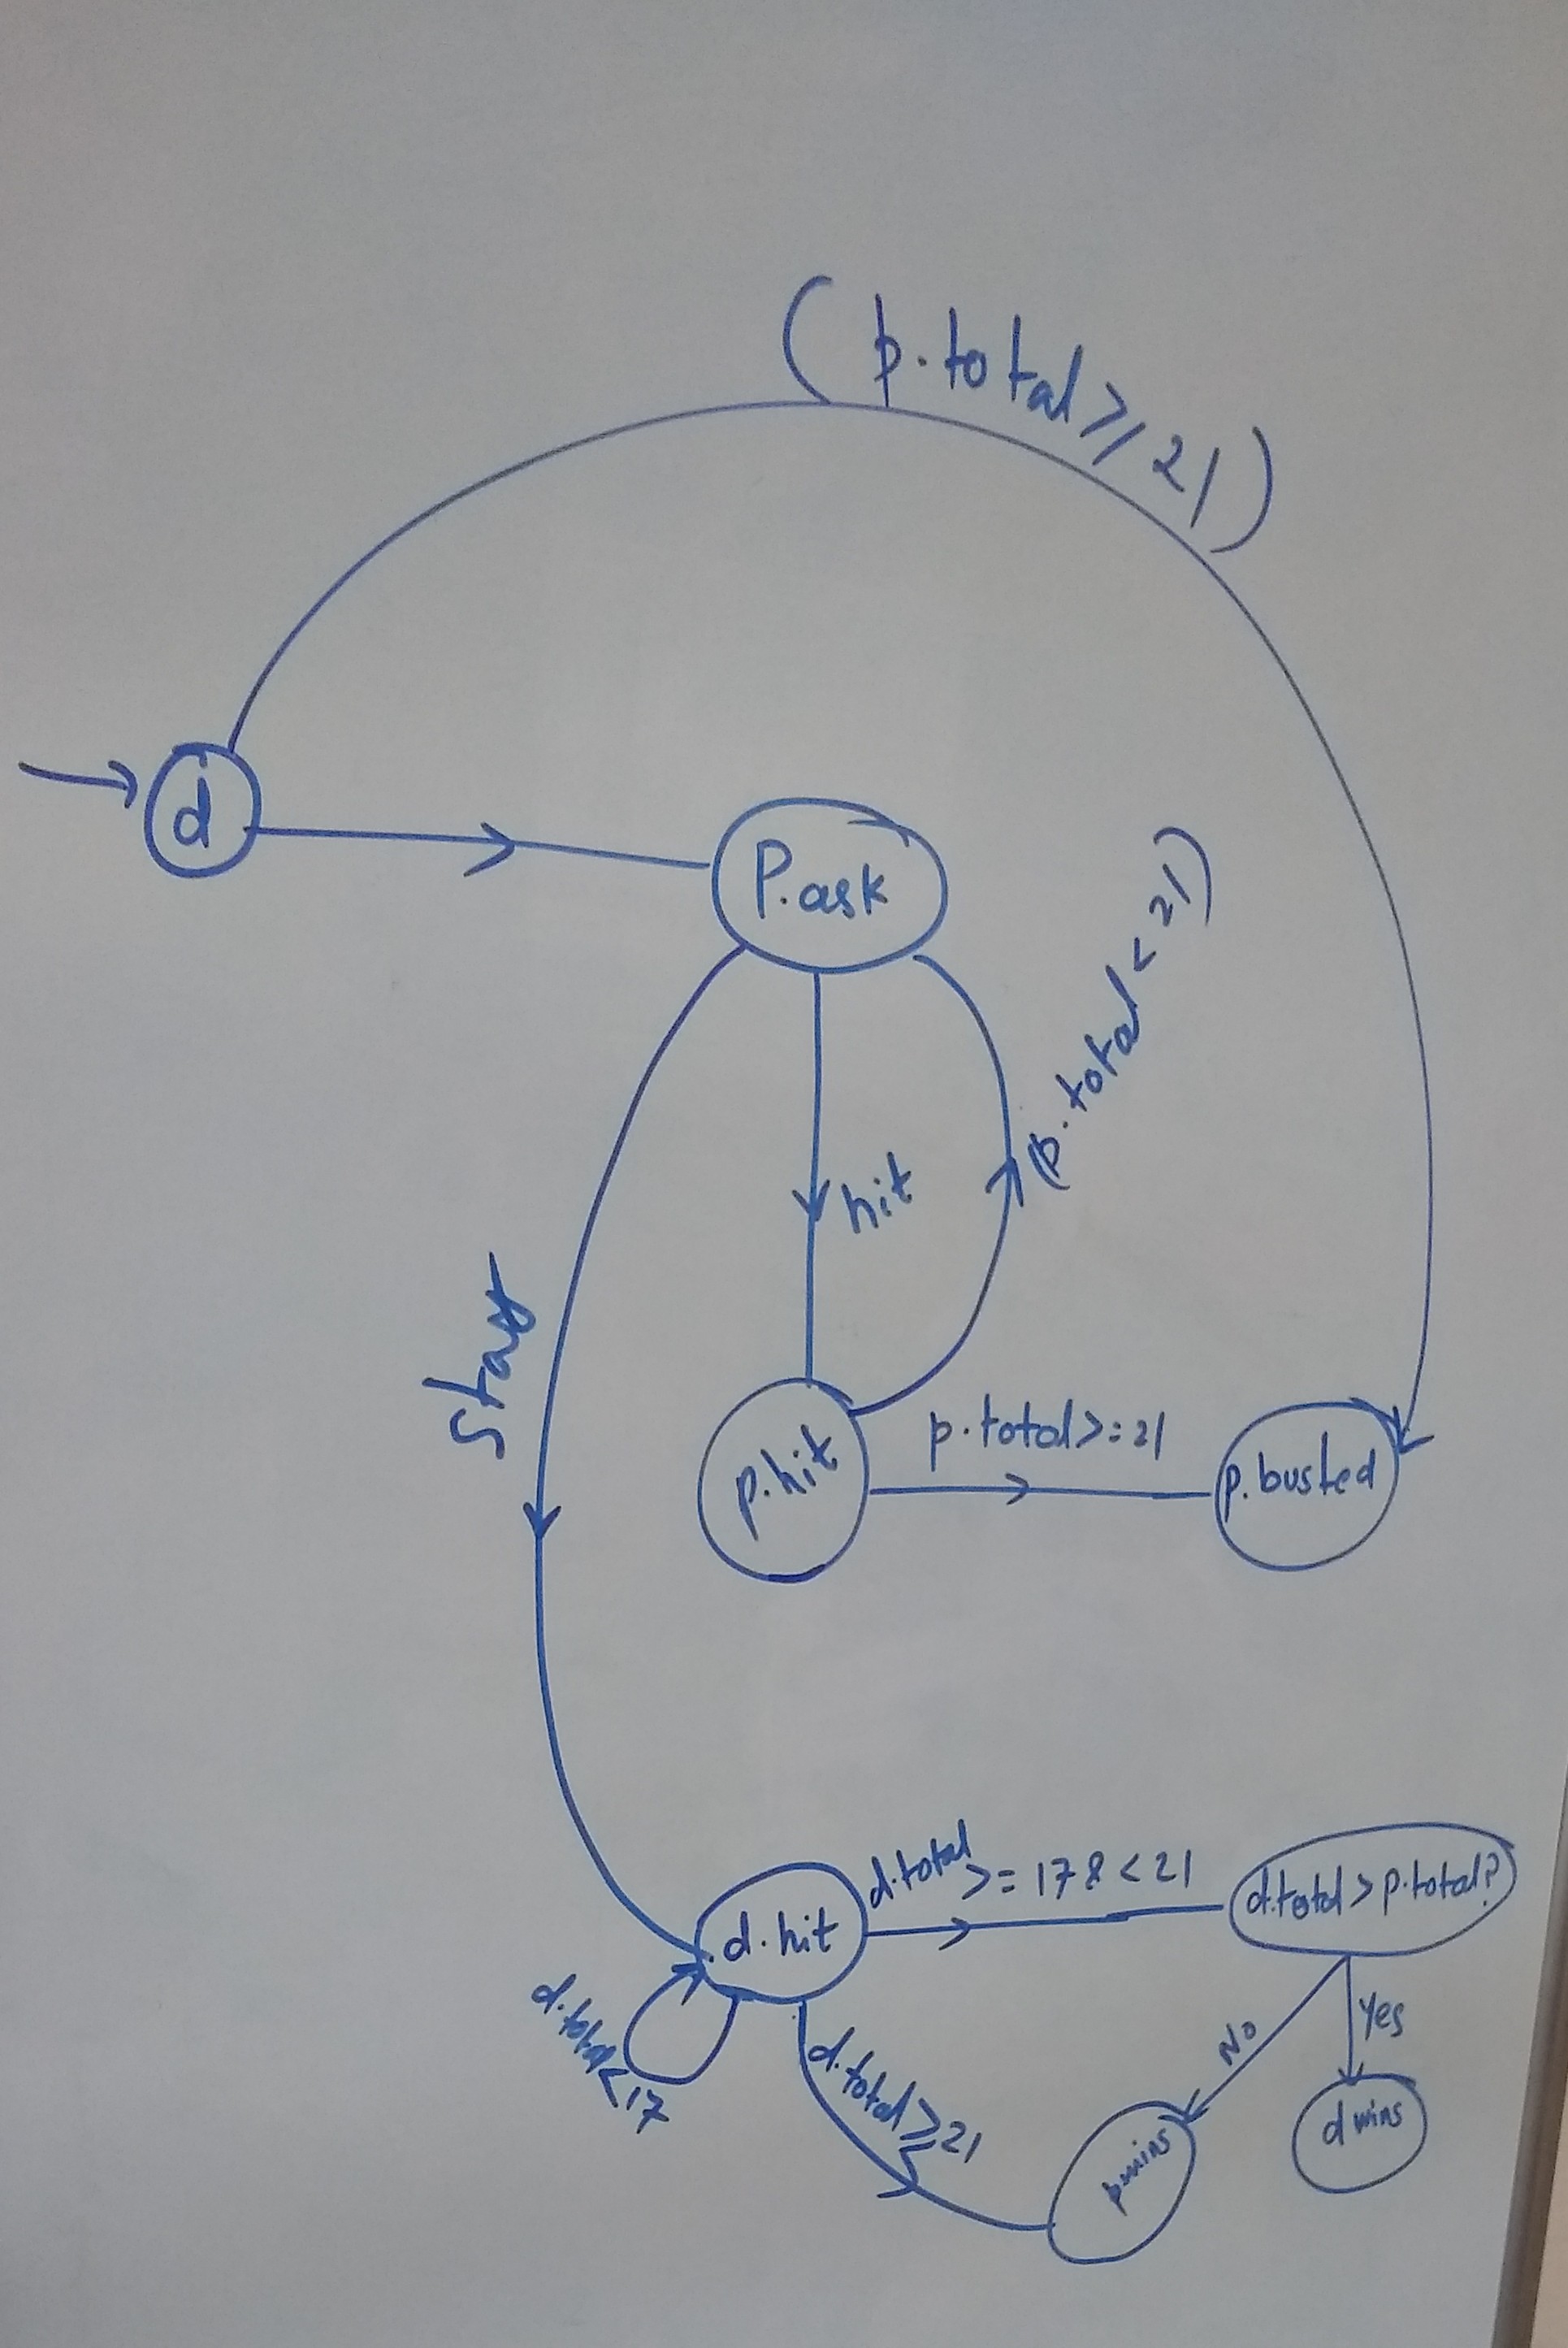 (p.total ⩾ 21)
d
P.ask
(p.total < 21)
hit
Stay
p.total >= 21
p.hit
p.busted
d.total
>= 17 & < 21
d.total > p.total?
d.hit
d.total < 17
d.total ⩾ 21
No
Yes
p wins
d wins